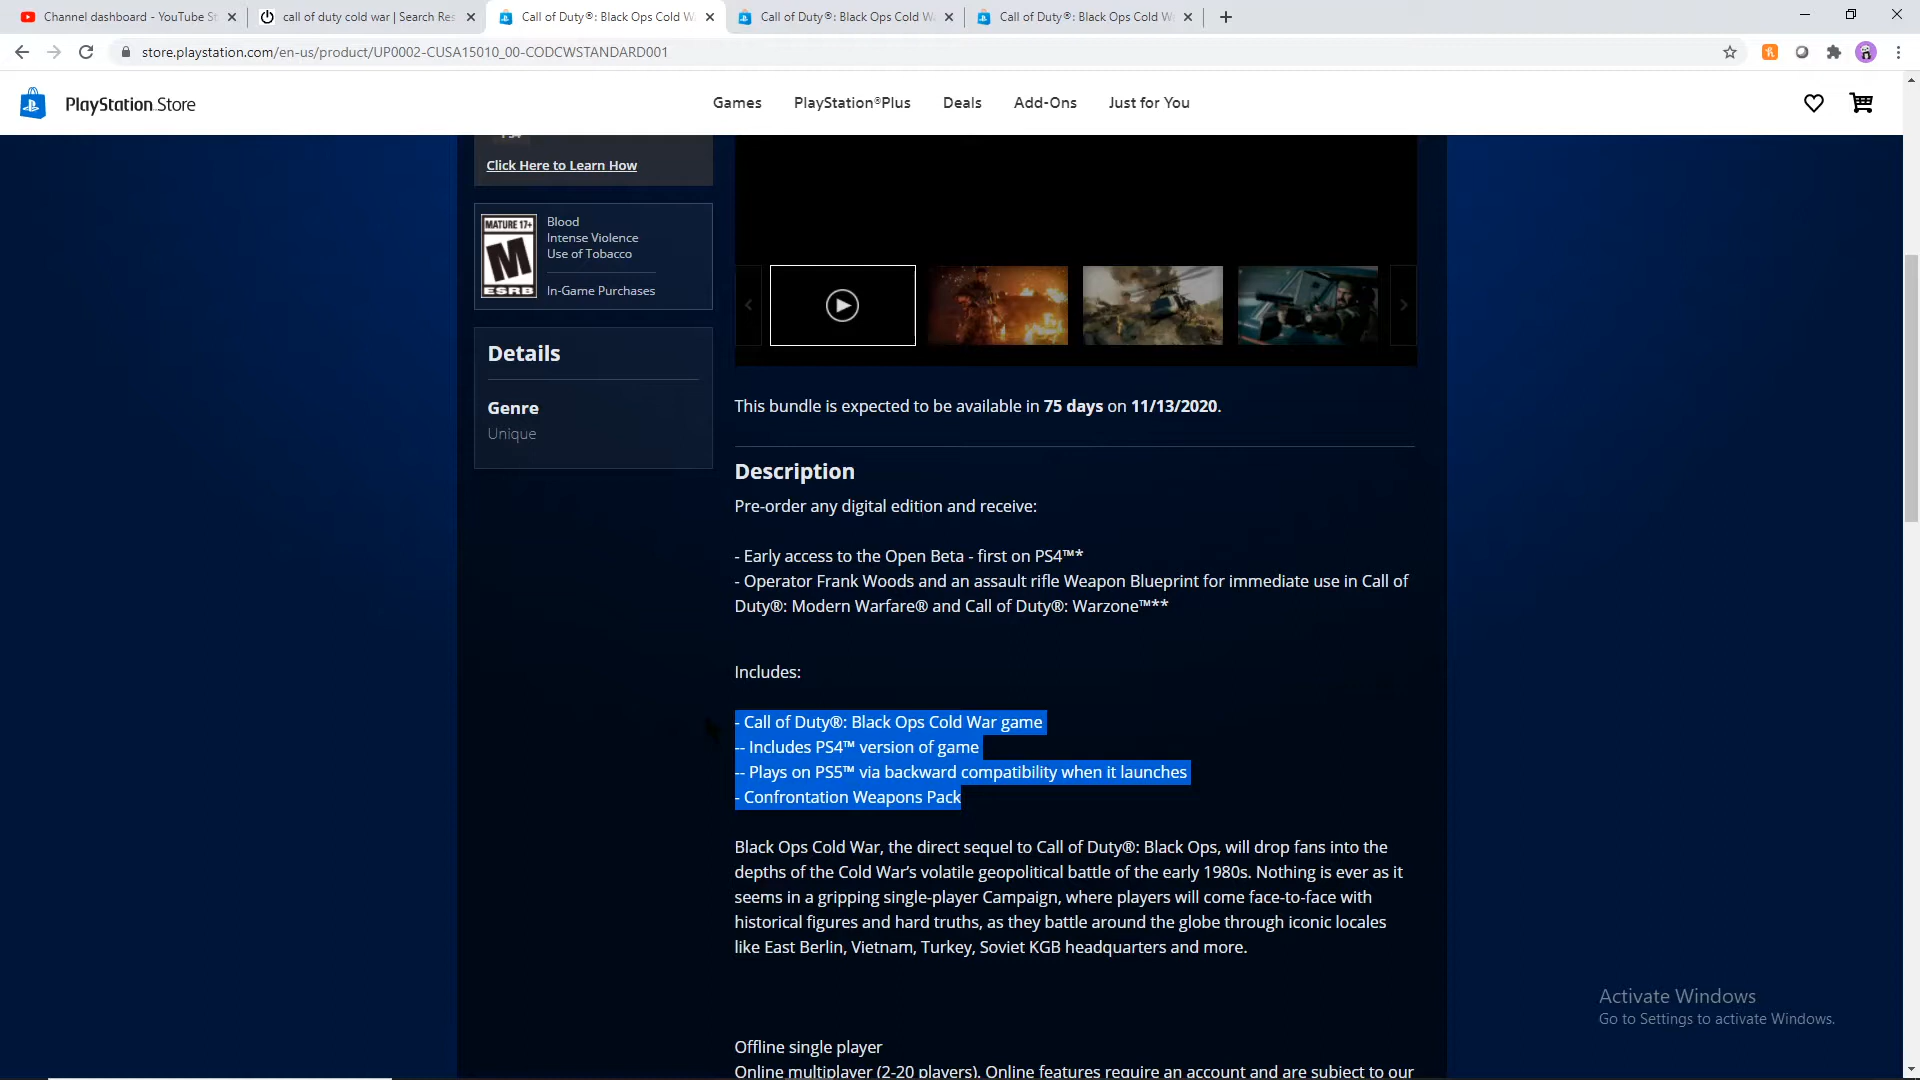 Channel dashboard - YouTube St
call of duty cold war | Search Res
Call of Duty®: Black Ops Cold W
Call of Duty®: Black Ops Cold W
Call of Duty®: Black Ops Cold W
store.playstation.com/en-us/product/UP0002-CUSA15010_00-CODCWSTANDARD001
PlayStation Store
Games
PlayStation®Plus
Deals
Add-Ons
Just for You
Click Here to Learn How
MATURE 17+
M
ESRB
Blood
Intense Violence
Use of Tobacco
In-Game Purchases
Details
Genre
Unique
This bundle is expected to be available in 75 days on 11/13/2020.
Description
Pre-order any digital edition and receive:
- Early access to the Open Beta - first on PS4™*
- Operator Frank Woods and an assault rifle Weapon Blueprint for immediate use in Call of
Duty®: Modern Warfare® and Call of Duty®: Warzone™**
Includes:
- Call of Duty®: Black Ops Cold War game
-- Includes PS4™ version of game
-- Plays on PS5™ via backward compatibility when it launches
- Confrontation Weapons Pack
Black Ops Cold War, the direct sequel to Call of Duty®: Black Ops, will drop fans into the
depths of the Cold War's volatile geopolitical battle of the early 1980s. Nothing is ever as it
seems in a gripping single-player Campaign, where players will come face-to-face with
historical figures and hard truths, as they battle around the globe through iconic locales
like East Berlin, Vietnam, Turkey, Soviet KGB headquarters and more.
Offline single player
Online multiplayer (2-20 players). Online features require an account and are subject to our
Activate Windows
Go to Settings to activate Windows.